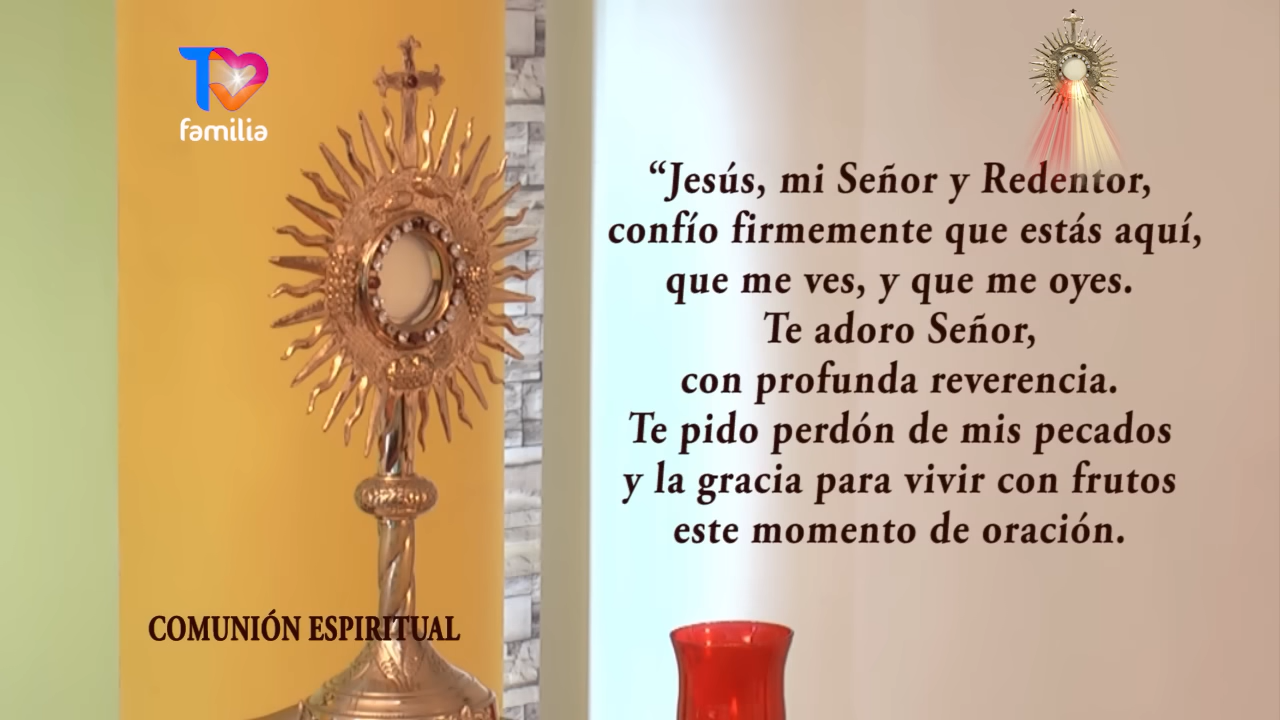 TV
familia
“Jesús, mi Señor y Redentor,
confío firmemente que estás aquí,
que me ves, y que me oyes.
Te adoro Señor,
con profunda reverencia.
Te pido perdón de mis pecados
y la gracia para vivir con frutos
este momento de oración.
COMUNIÓN ESPIRITUAL